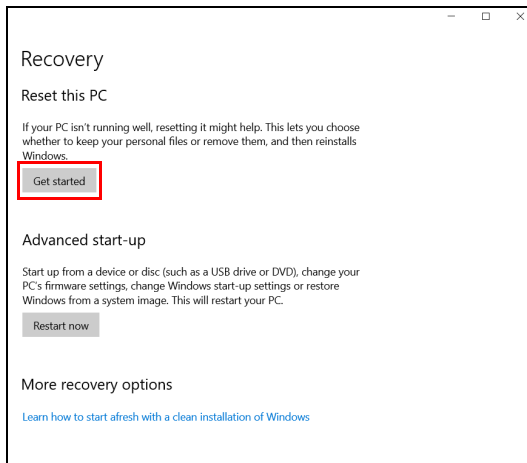 Recovery
Reset this PC
If your PC isn't running well, resetting it might help. This lets you choose
whether to keep your personal files or remove them, and then reinstalls
Windows.
Get started
Advanced start-up
Start up from a device or disc (such as a USB drive or DVD), change your
PC's firmware settings, change Windows start-up settings or restore
Windows from a system image. This will restart your PC.
Restart now
More recovery options
Learn how to start afresh with a clean installation of Windows